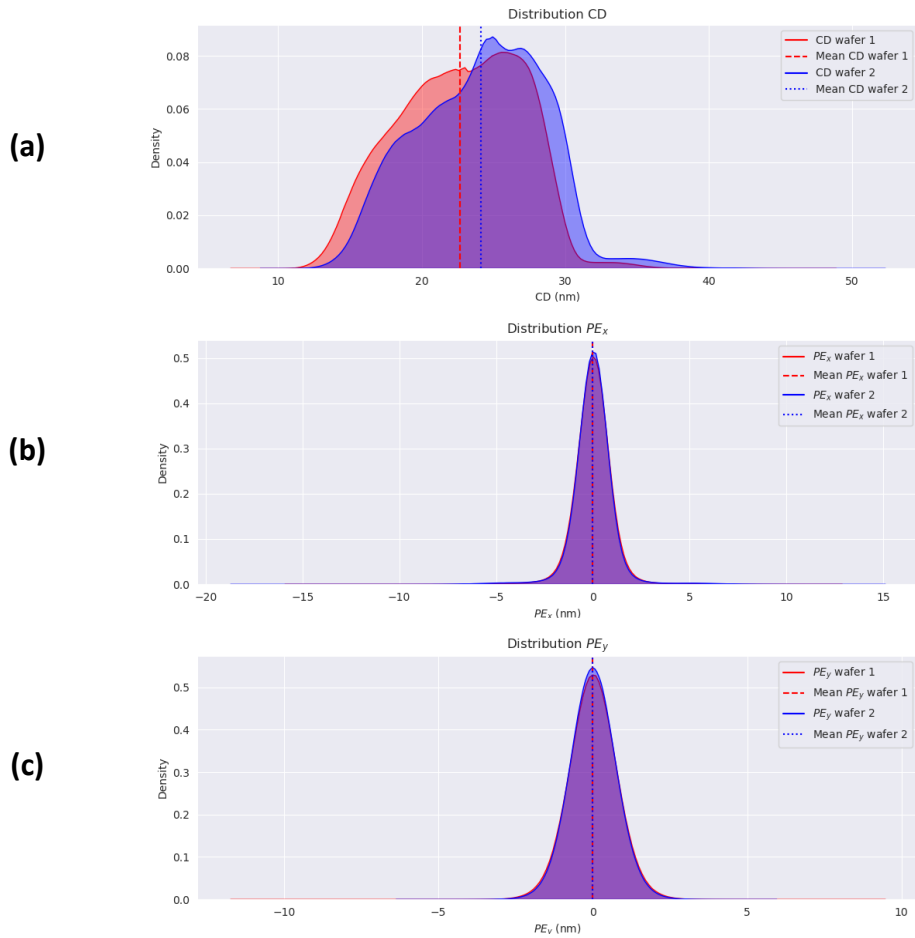 Distribution CD
(a)
CD wafer 1
Mean CD wafer 1
CD wafer 2
Mean CD wafer 2
Density
0.08
0.06
0.04
0.02
0.00
10 20 30 40 50
CD (nm)
Distribution PEx
(b)
PEx wafer 1
Mean PEx wafer 1
PEx wafer 2
Mean PEx wafer 2
Density
0.5
0.4
0.3
0.2
0.1
0.0
−20 −15 −10 −5 0 5 10 15
PEx (nm)
Distribution PEy
(c)
PEy wafer 1
Mean PEy wafer 1
PEy wafer 2
Mean PEy wafer 2
Density
0.5
0.4
0.3
0.2
0.1
0.0
−10 −5 0 5 10
PEy (nm)